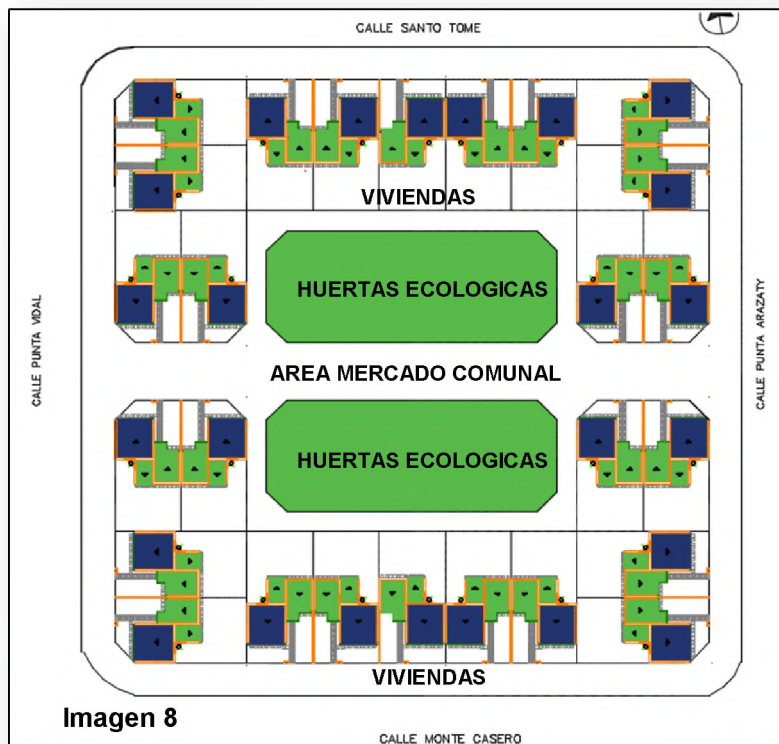 CALLE SANTO TOME
VIVIENDAS
HUERTAS ECOLOGICAS
CALLE PUNTA VIDAL
CALLE PUNTA ARAZATY
AREA MERCADO COMUNAL
HUERTAS ECOLOGICAS
VIVIENDAS
Imagen 8
CALLE MONTE CASERO